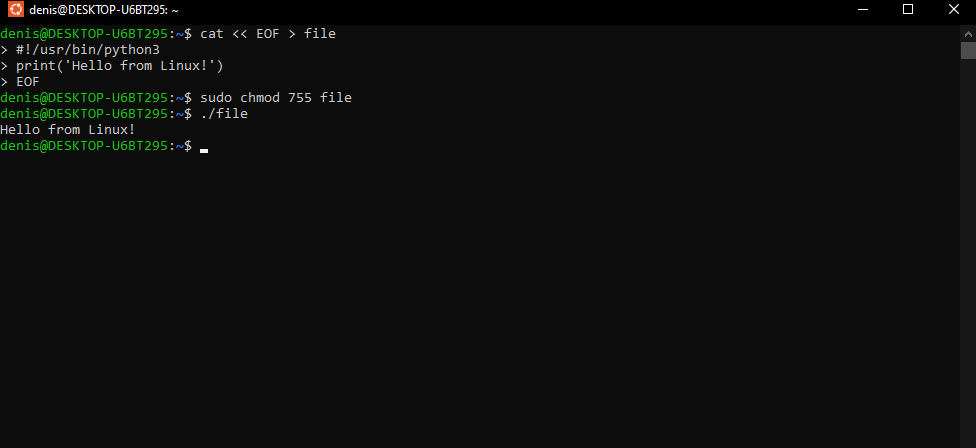 denis@DESKTOP-U6BT295: ~
denis@DESKTOP-U6BT295:~$ cat << EOF > file
> #!/usr/bin/python3
> print('Hello from Linux!')
> EOF
denis@DESKTOP-U6BT295:~$ sudo chmod 755 file
denis@DESKTOP-U6BT295:~$ ./file
Hello from Linux!
denis@DESKTOP-U6BT295:~$